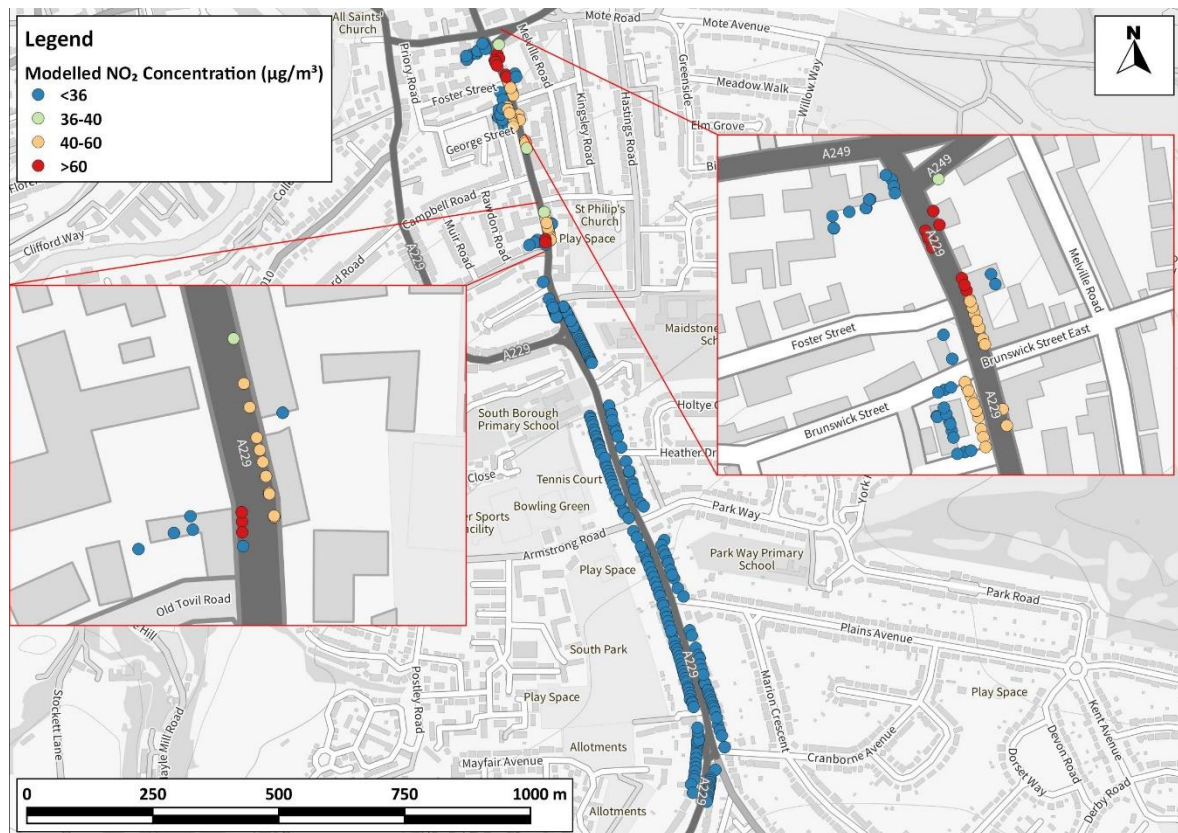 Legend
Modelled NO₂ Concentration (µg/m³)
<36
36-40
40-60
>60
N
All Saints'
Church
Priory Road
Melville Road
Mote Road
Mote Avenue
Willow Way
Greenside
Meadow Walk
Foster Street
Kingsley Road
Hastings Road
Elm Grove
George Street
Campbell Road
Rawdon Road
Muir Road
St Philip's
Church
Play Space
Clifford Way
A229
A229
A249
A249
A229
Melville Road
Foster Street
Brunswick Street East
Brunswick Street
A229
A229
Old Tovil Road
South Borough
Primary School
Tennis Court
Bowling Green
Armstrong Road
Park Way
Play Space
Park Way Primary
School
Park Road
Plains Avenue
A229
South Park
Play Space
Postley Road
Marion Crescent
Play Space
Stockett Lane
Mill Road
Allotments
Cranborne Avenue
Mayfair Avenue
Dorset Way
Devon Road
Kent Avenue
Derby Road
A229
Allotments
0 250 500 750 1000 m